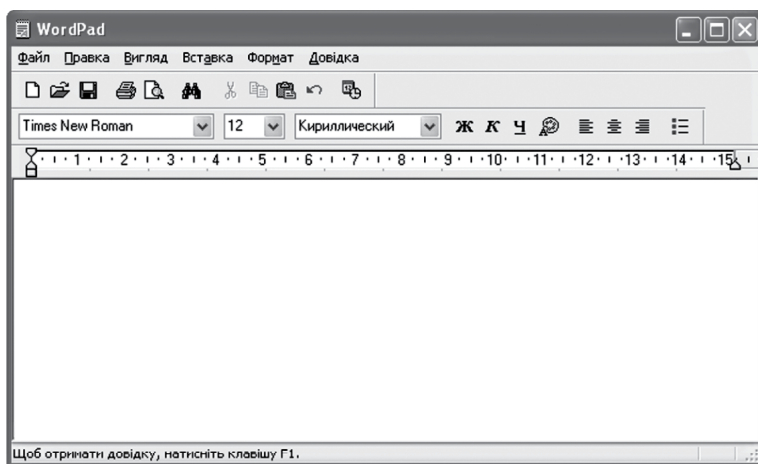 WordPad
Файл Правка Вигляд Вставка Формат Довідка
Times New Roman 12 Кириллический Ж К Ч
1 2 3 4 5 6 7 8 9 10 11 12 13 14 15
Щоб отримати довідку, натисніть клавішу F1.